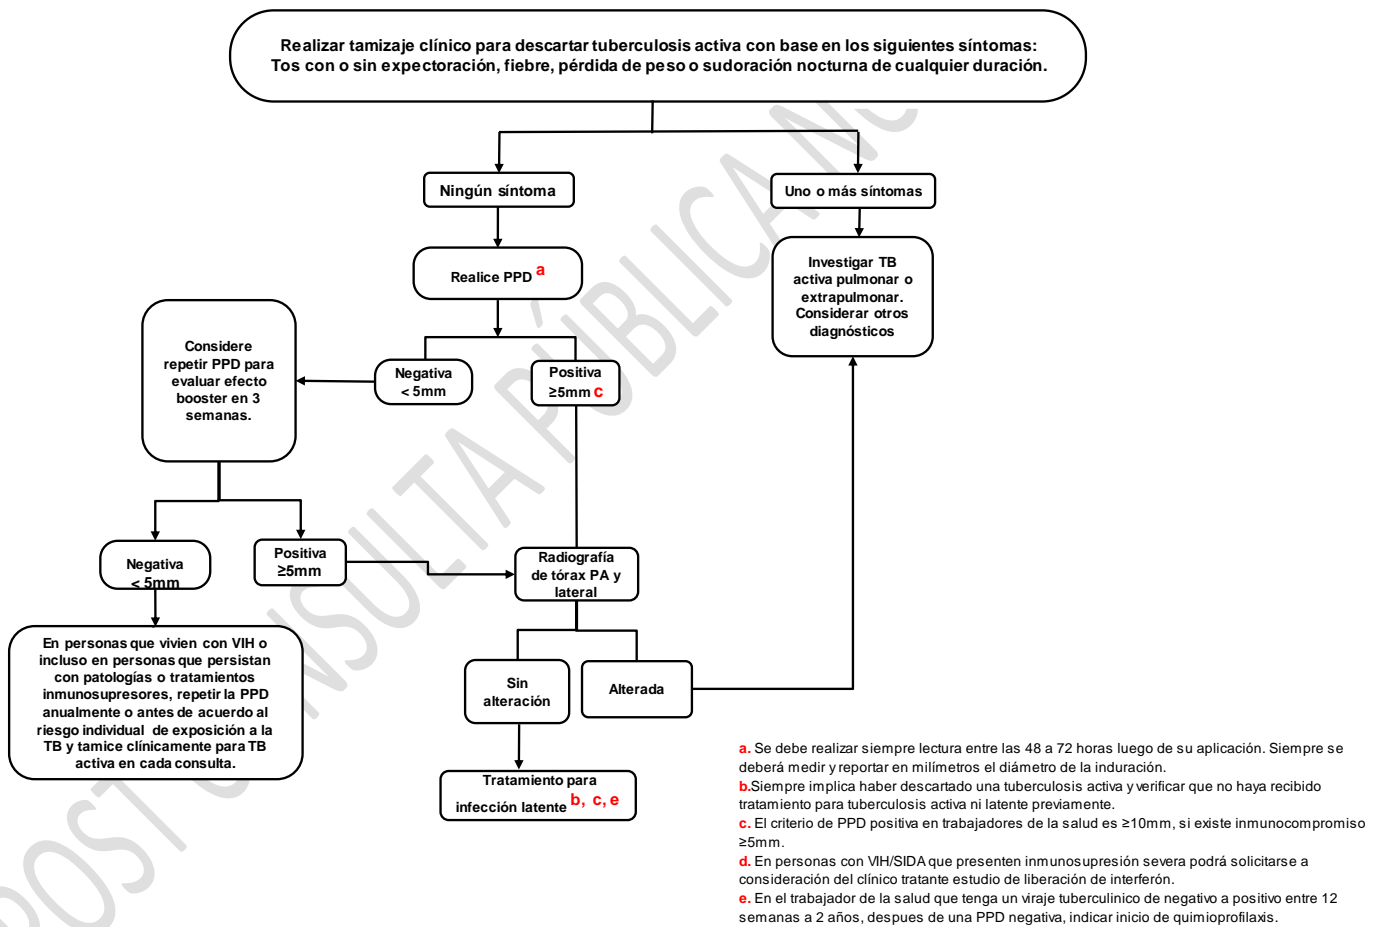 Realizar tamizaje clínico para descartar tuberculosis activa con base en los siguientes síntomas:
Tos con o sin expectoración, fiebre, pérdida de peso o sudoración nocturna de cualquier duración.
Ningún síntoma
Uno o más síntomas
Realice PPD a
Investigar TB
activa pulmonar o
extrapulmonar.
Considerar otros
diagnósticos
Considere
repetir PPD para
evaluar efecto
booster en 3
semanas.
Negativa
< 5mm
Positiva
≥5mm c
Negativa
< 5mm
Positiva
≥5mm
Radiografía
de tórax PA y
lateral
En personas que vivien con VIH o
incluso en personas que persistan
con patologías o tratamientos
inmunosupresores, repetir la PPD
anualmente o antes de acuerdo al
riesgo individual de exposición a la
TB y tamice clínicamente para TB
activa en cada consulta.
Sin
alteración
Alterada
Tratamiento para
infección latente b, c, e
a. Se debe realizar siempre lectura entre las 48 a 72 horas luego de su aplicación. Siempre se
deberá medir y reportar en milímetros el diámetro de la induración.
b.Siempre implica haber descartado una tuberculosis activa y verificar que no haya recibido
tratamiento para tuberculosis activa ni latente previamente.
c. El criterio de PPD positiva en trabajadores de la salud es ≥10mm, si existe inmunocompromiso
≥5mm.
d. En personas con VIH/SIDA que presenten inmunosupresión severa podrá solicitarse a
consideración del clínico tratante estudio de liberación de interferón.
e. En el trabajador de la salud que tenga un viraje tuberculinico de negativo a positivo entre 12
semanas a 2 años, despues de una PPD negativa, indicar inicio de quimioprofilaxis.
POST CONSULTA PÚBLICA